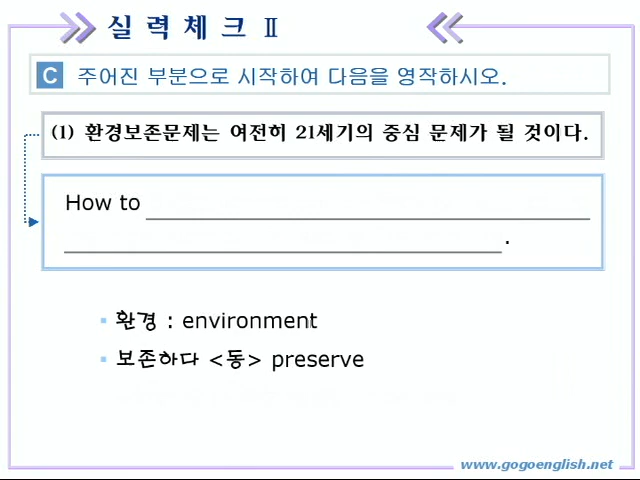 실 력 체 크 Ⅱ
C 주어진 부분으로 시작하여 다음을 영작하시오.
(1) 환경보존문제는 여전히 21세기의 중심 문제가 될 것이다.
How to
.
환경 : environment
보존하다 <동> preserve
www.gogoenglish.net